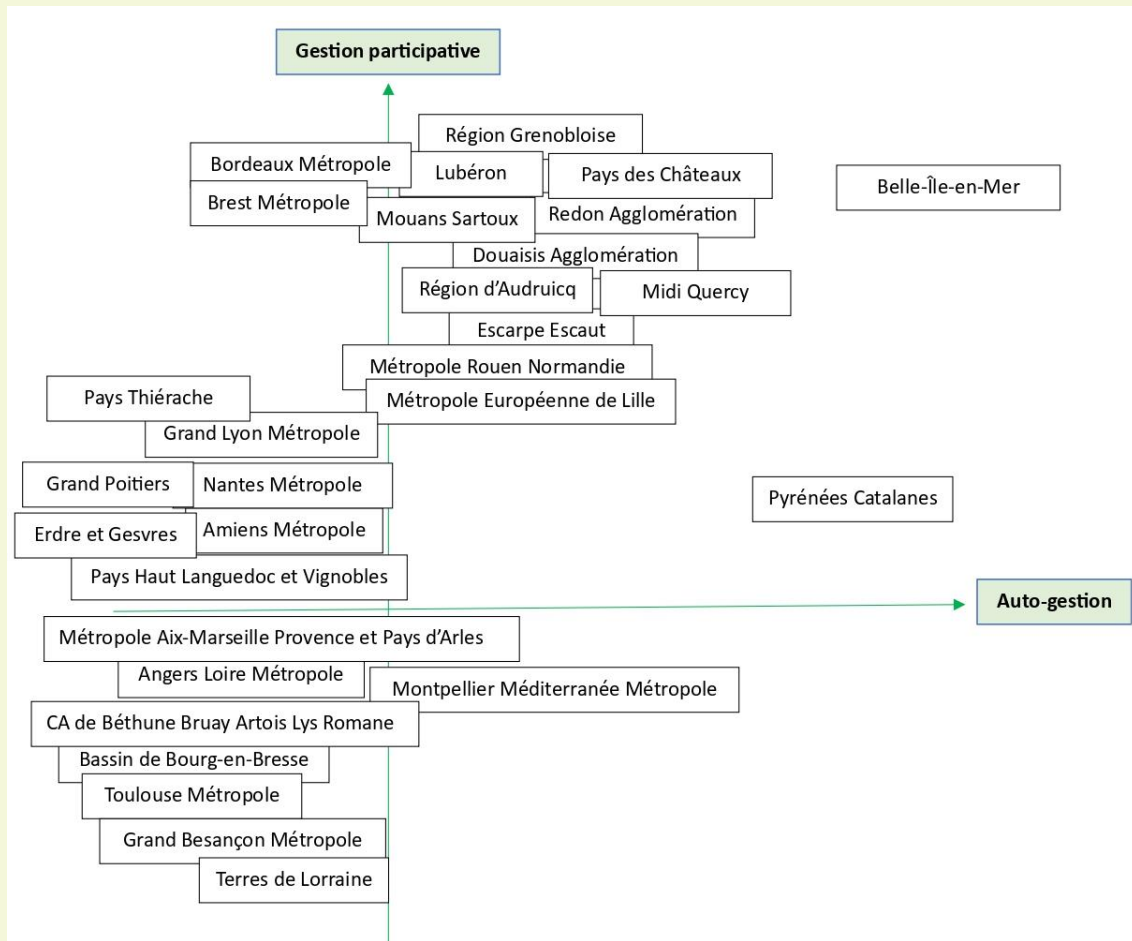 Gestion participative
Région Grenobloise
Bordeaux Métropole
Lubéron
Pays des Châteaux
Belle-Île-en-Mer
Brest Métropole
Mouans Sartoux
Redon Agglomération
Douaisis Agglomération
Région d'Audruicq
Midi Quercy
Escarpe Escaut
Métropole Rouen Normandie
Pays Thiérache
Métropole Européenne de Lille
Grand Lyon Métropole
Grand Poitiers
Nantes Métropole
Pyrénées Catalanes
Erdre et Gesvres
Amiens Métropole
Pays Haut Languedoc et Vignobles
Auto-gestion
Métropole Aix-Marseille Provence et Pays d'Arles
Angers Loire Métropole
Montpellier Méditerranée Métropole
CA de Béthune Bruay Artois Lys Romane
Bassin de Bourg-en-Bresse
Toulouse Métropole
Grand Besançon Métropole
Terres de Lorraine